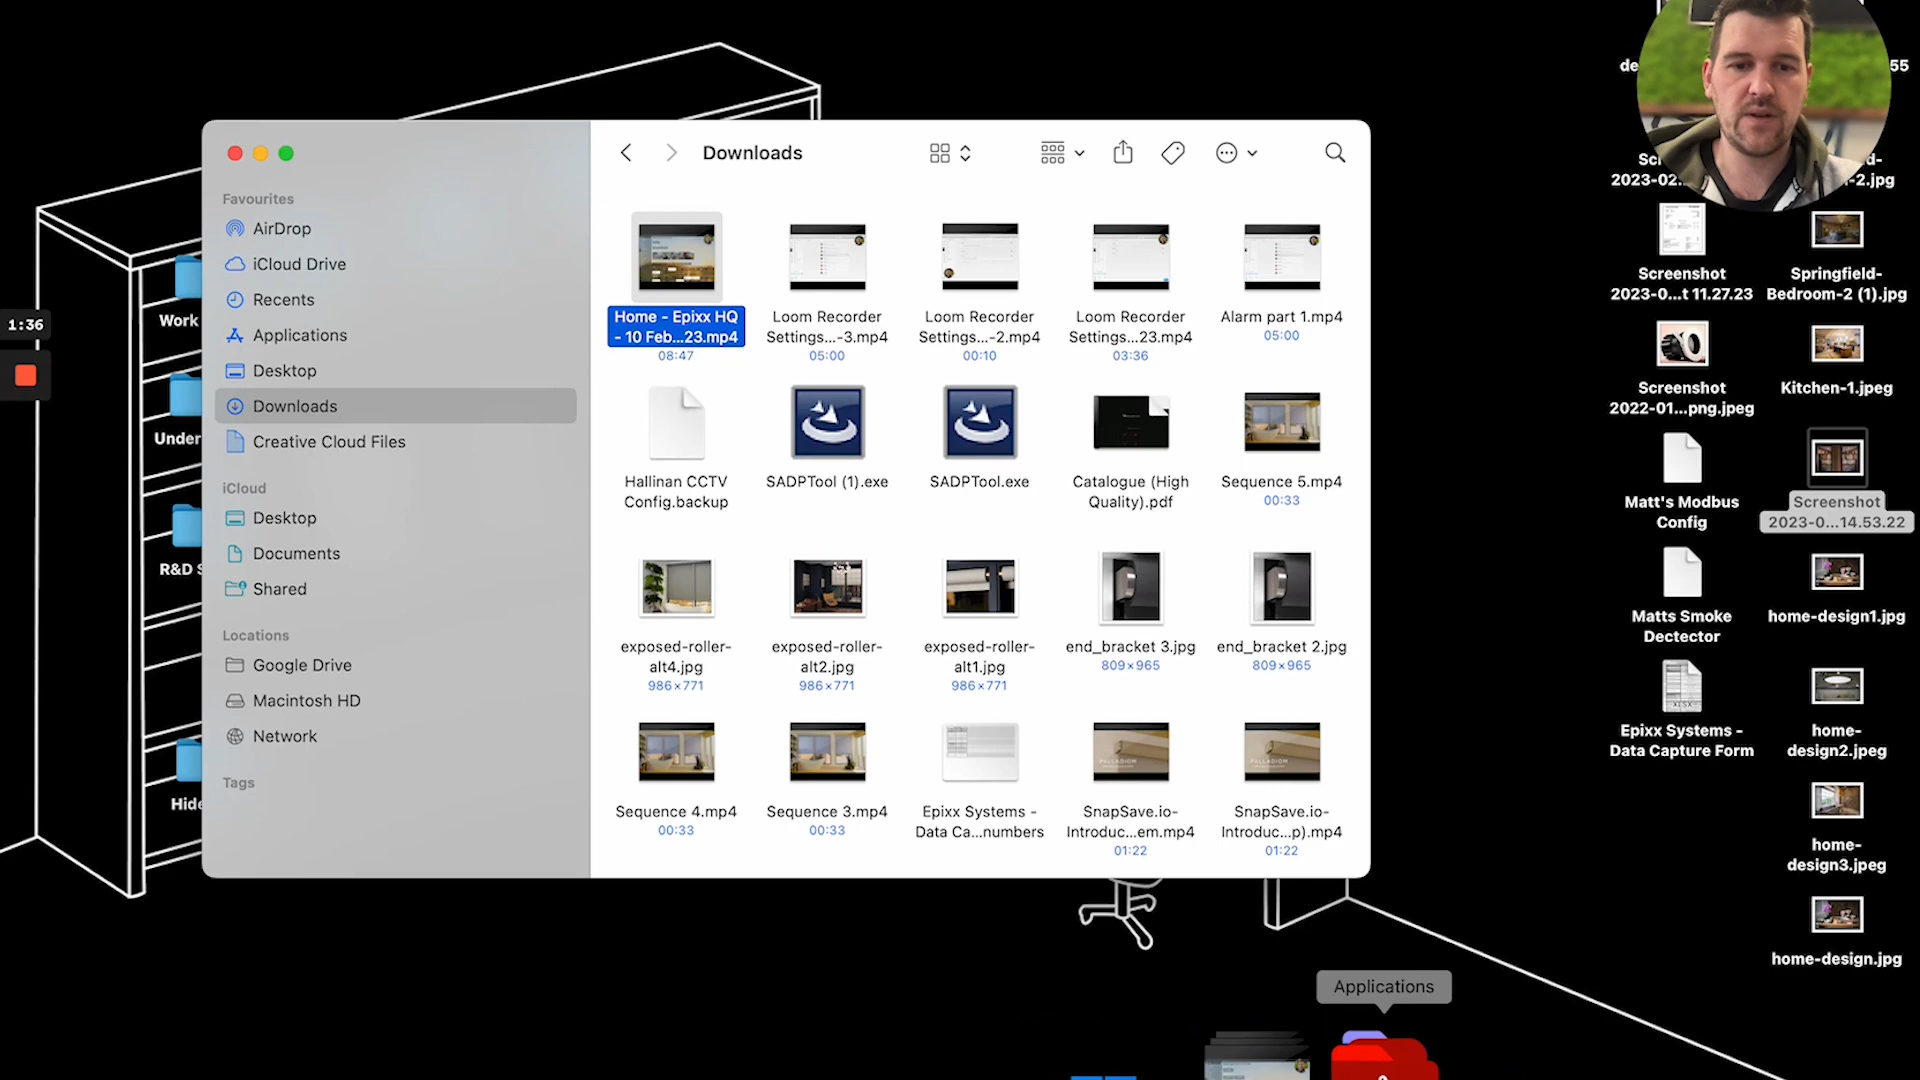 Downloads
Favourites
AirDrop
iCloud Drive
Recents
Applications
Desktop
Downloads
Creative Cloud Files
iCloud
Desktop
Documents
Shared
Locations
Google Drive
Macintosh HD
Network
Tags
Home - Epixx HQ
- 10 Feb...23.mp4
08:47
Loom Recorder
Settings...-3.mp4
05:00
Loom Recorder
Settings...-2.mp4
00:10
Loom Recorder
Settings...23.mp4
03:36
Alarm part 1.mp4
05:00
Hallinan CCTV
Config.backup
SADPTool (1).exe
SADPTool.exe
Catalogue (High
Quality).pdf
Sequence 5.mp4
00:33
exposed-roller-
alt4.jpg
986×771
exposed-roller-
alt2.jpg
986×771
exposed-roller-
alt1.jpg
986×771
end_bracket 3.jpg
809×965
end_bracket 2.jpg
809×965
Sequence 4.mp4
00:33
Sequence 3.mp4
00:33
Epixx Systems -
Data Ca...numbers
PALLADIOM
SnapSave.io-
Introduc...em.mp4
01:22
PALLADIOM
SnapSave.io-
Introduc...p).mp4
01:22
1:36
Work
Under
R&D S
Hide
de
55
Sc
2023-02
d-
-2.jpg
Screenshot
2023-0...t 11.27.23
Springfield-
Bedroom-2 (1).jpg
Screenshot
2022-01...png.jpeg
Kitchen-1.jpeg
Matt's Modbus
Config
Screenshot
2023-0...14.53.22
Matts Smoke
Dectector
home-design1.jpg
XLSX
Epixx Systems -
Data Capture Form
home-
design2.jpeg
home-
design3.jpeg
home-design.jpg
Applications